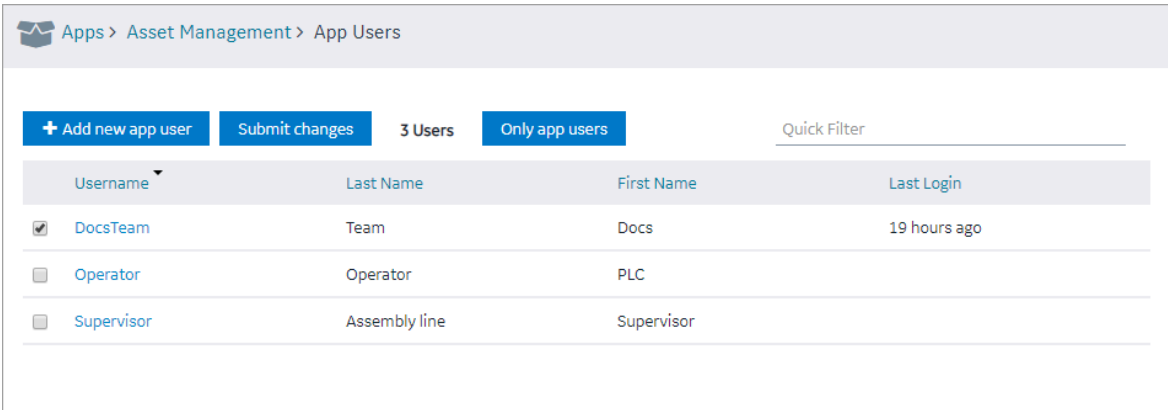 Apps > Asset Management > App Users
+ Add new app user Submit changes 3 Users Only app users Quick Filter
Username Last Name First Name Last Login
DocsTeam Team Docs 19 hours ago
Operator Operator PLC
Supervisor Assembly line Supervisor